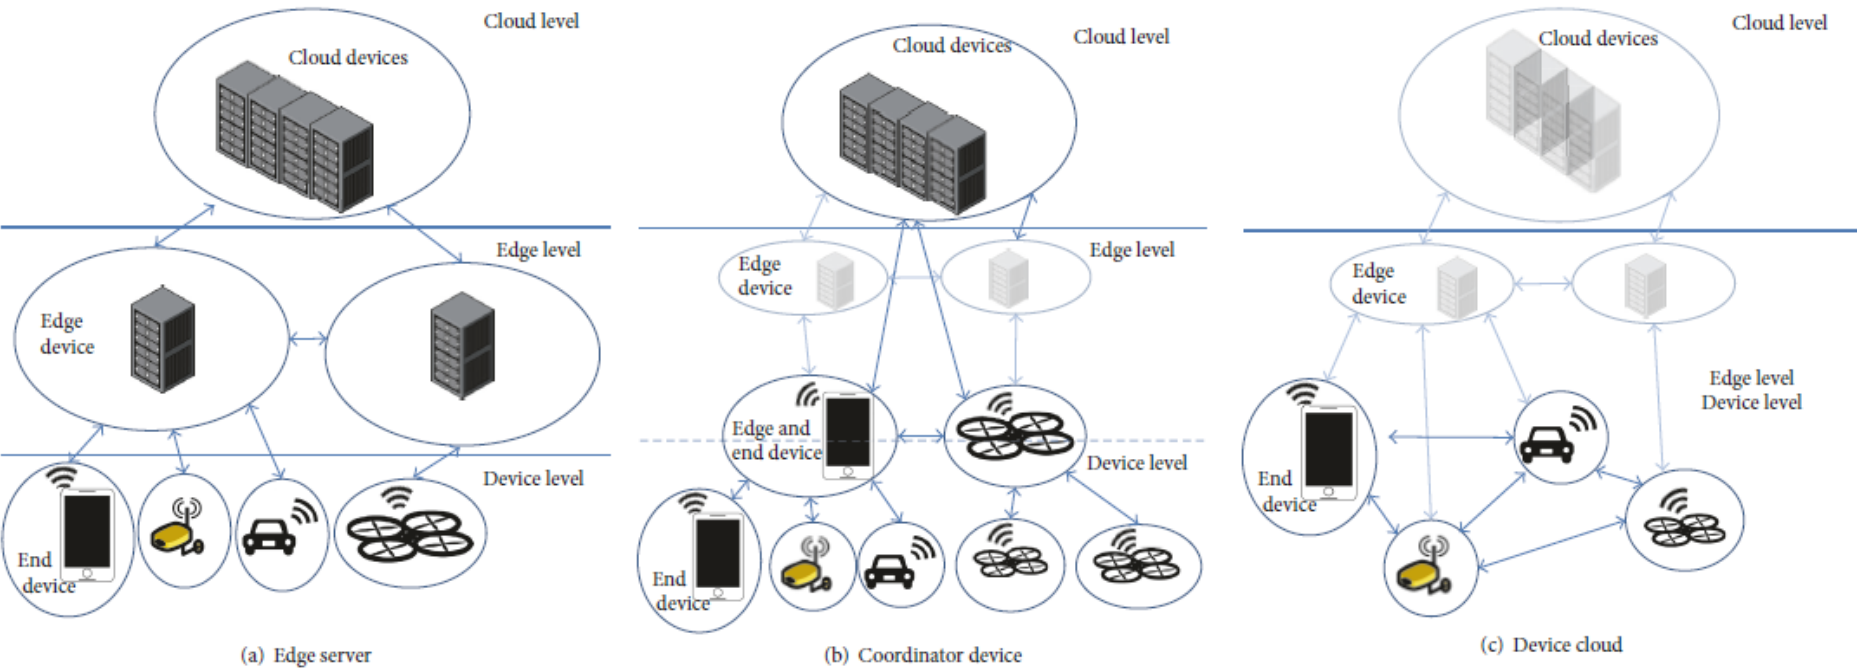 Cloud level
Cloud devices
Edge level
Edge
device
Device level
End
device
(a) Edge server
Cloud level
Cloud devices
Edge level
Edge
device
Edge and
end device
Device level
End
device
(b) Coordinator device
Cloud level
Cloud devices
Edge
device
Edge level
Device level
End
device
(c) Device cloud